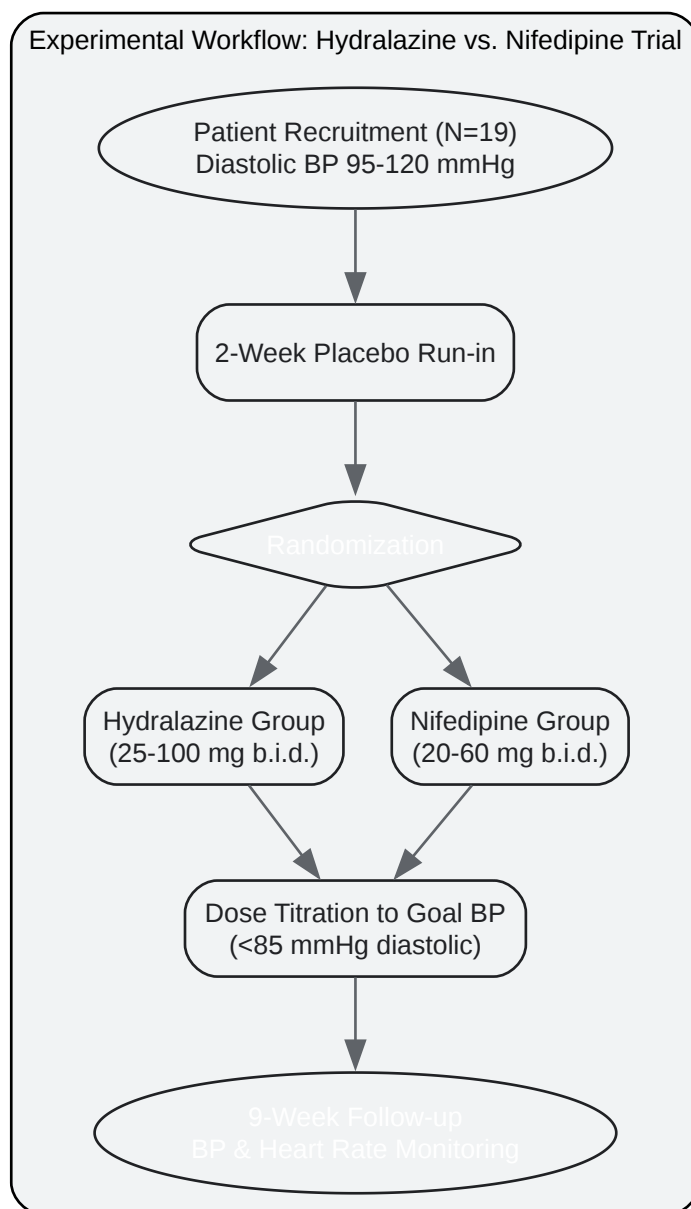 Experimental Workflow: Hydralazine vs. Nifedipine Trial
Patient Recruitment (N=19)
Diastolic BP 95-120 mmHg
2-Week Placebo Run-in
Randomization
Hydralazine Group
(25-100 mg b.i.d.)
Nifedipine Group
(20-60 mg b.i.d.)
Dose Titration to Goal BP
(<85 mmHg diastolic)
9-Week Follow-up
BP & Heart Rate Monitoring